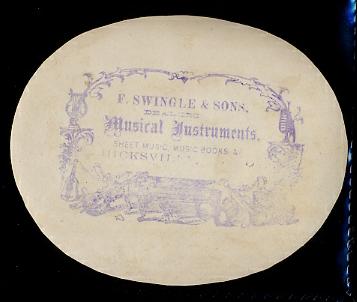 F. SWINGLE & SONS,
DEALERS
Musical Instruments,
SHEET MUSIC, MUSIC BOOKS, &
HICKSVILLE